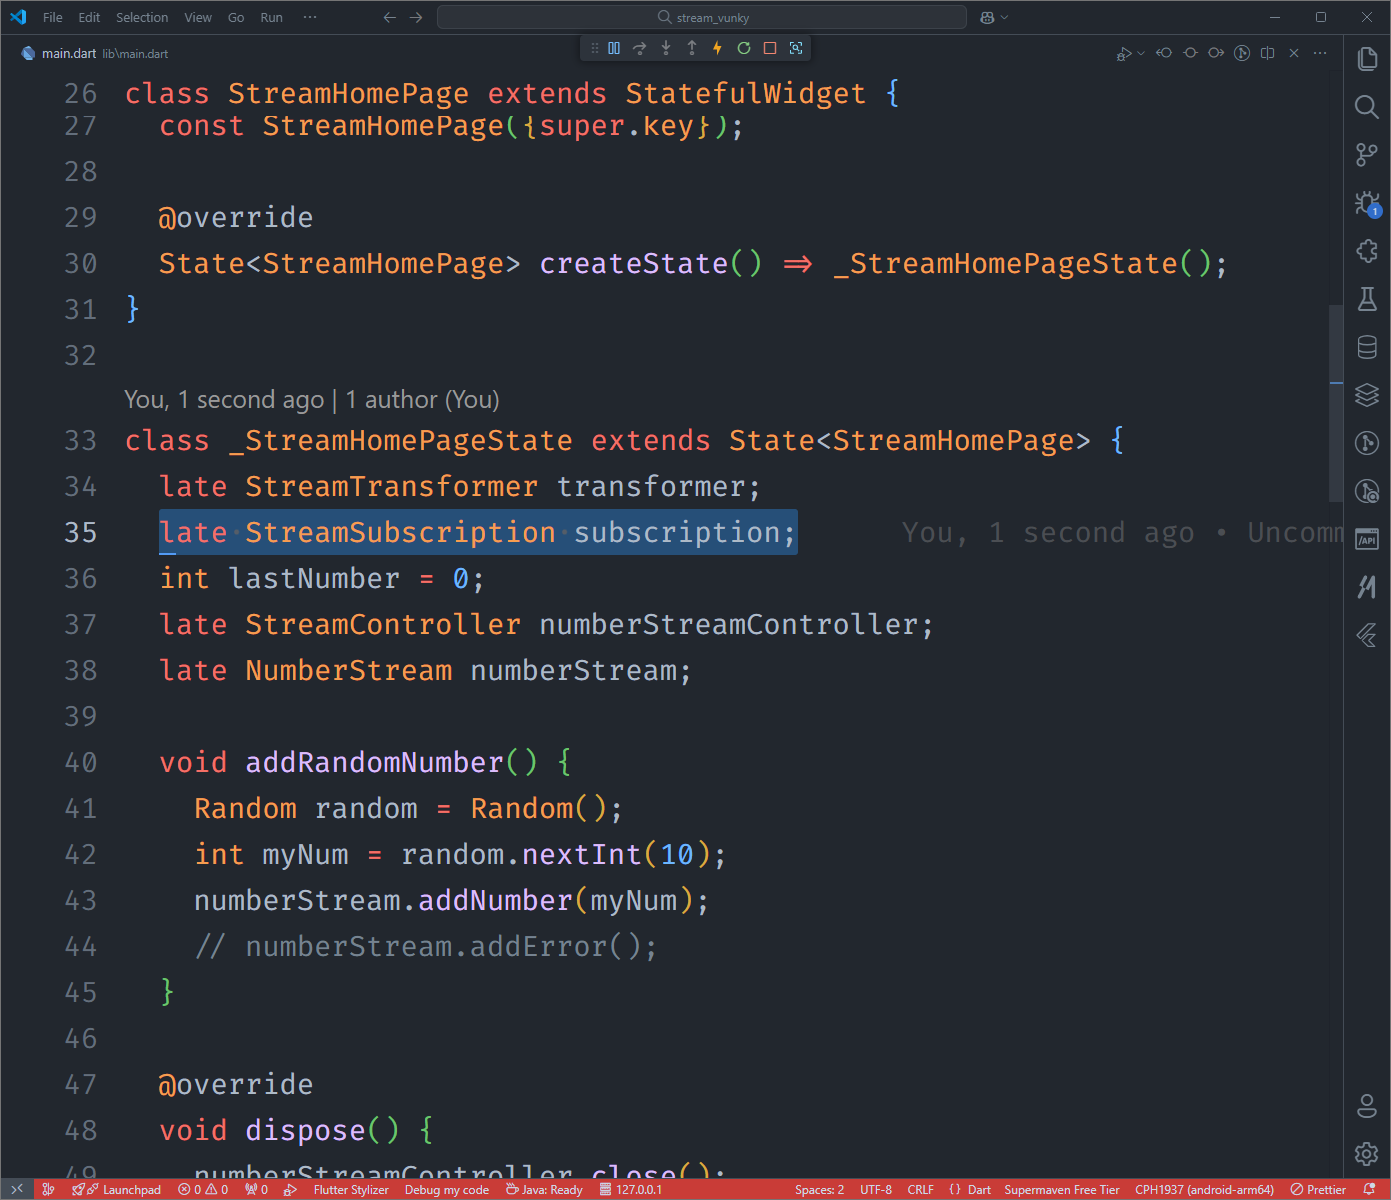 File Edit Selection View Go Run ··· stream_vunky
main.dart lib\main.dart
26 class StreamHomePage extends StatefulWidget {
27 const StreamHomePage({super.key});
28
29 @override
30 State<StreamHomePage> createState() => _StreamHomePageState();
31 }
32
You, 1 second ago | 1 author (You)
33 class _StreamHomePageState extends State<StreamHomePage> {
34 late StreamTransformer transformer;
35 late StreamSubscription subscription; You, 1 second ago • Uncomm
36 int lastNumber = 0;
37 late StreamController numberStreamController;
38 late NumberStream numberStream;
39
40 void addRandomNumber() {
41 Random random = Random();
42 int myNum = random.nextInt(10);
43 numberStream.addNumber(myNum);
44 // numberStream.addError();
45 }
46
47 @override
48 void dispose() {
49 numberStreamController.close();
1
/API
Launchpad 0 0 0 Flutter Stylizer Debug my code Java: Ready 127.0.0.1 Spaces: 2 UTF-8 CRLF {} Dart Supermaven Free Tier CPH1937 (android-arm64) Prettier